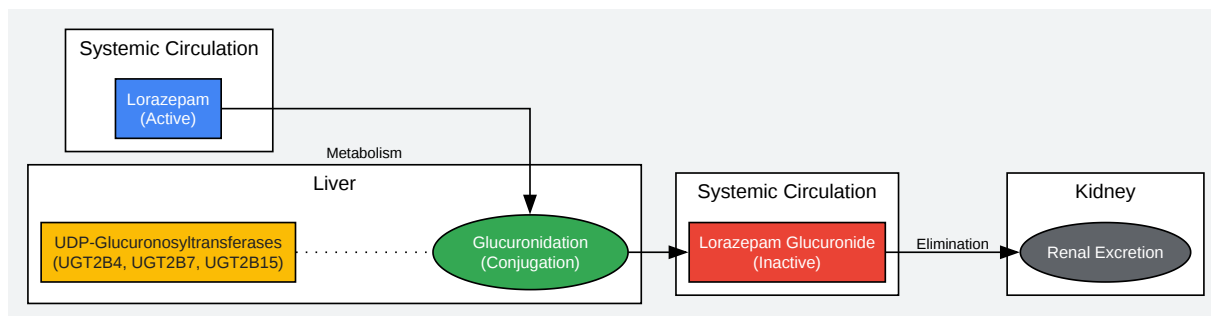 Systemic Circulation
Lorazepam
(Active)
Metabolism
Liver
UDP-Glucuronosyltransferases
(UGT2B4, UGT2B7, UGT2B15)
Glucuronidation
(Conjugation)
Systemic Circulation
Lorazepam Glucuronide
(Inactive)
Elimination
Kidney
Renal Excretion